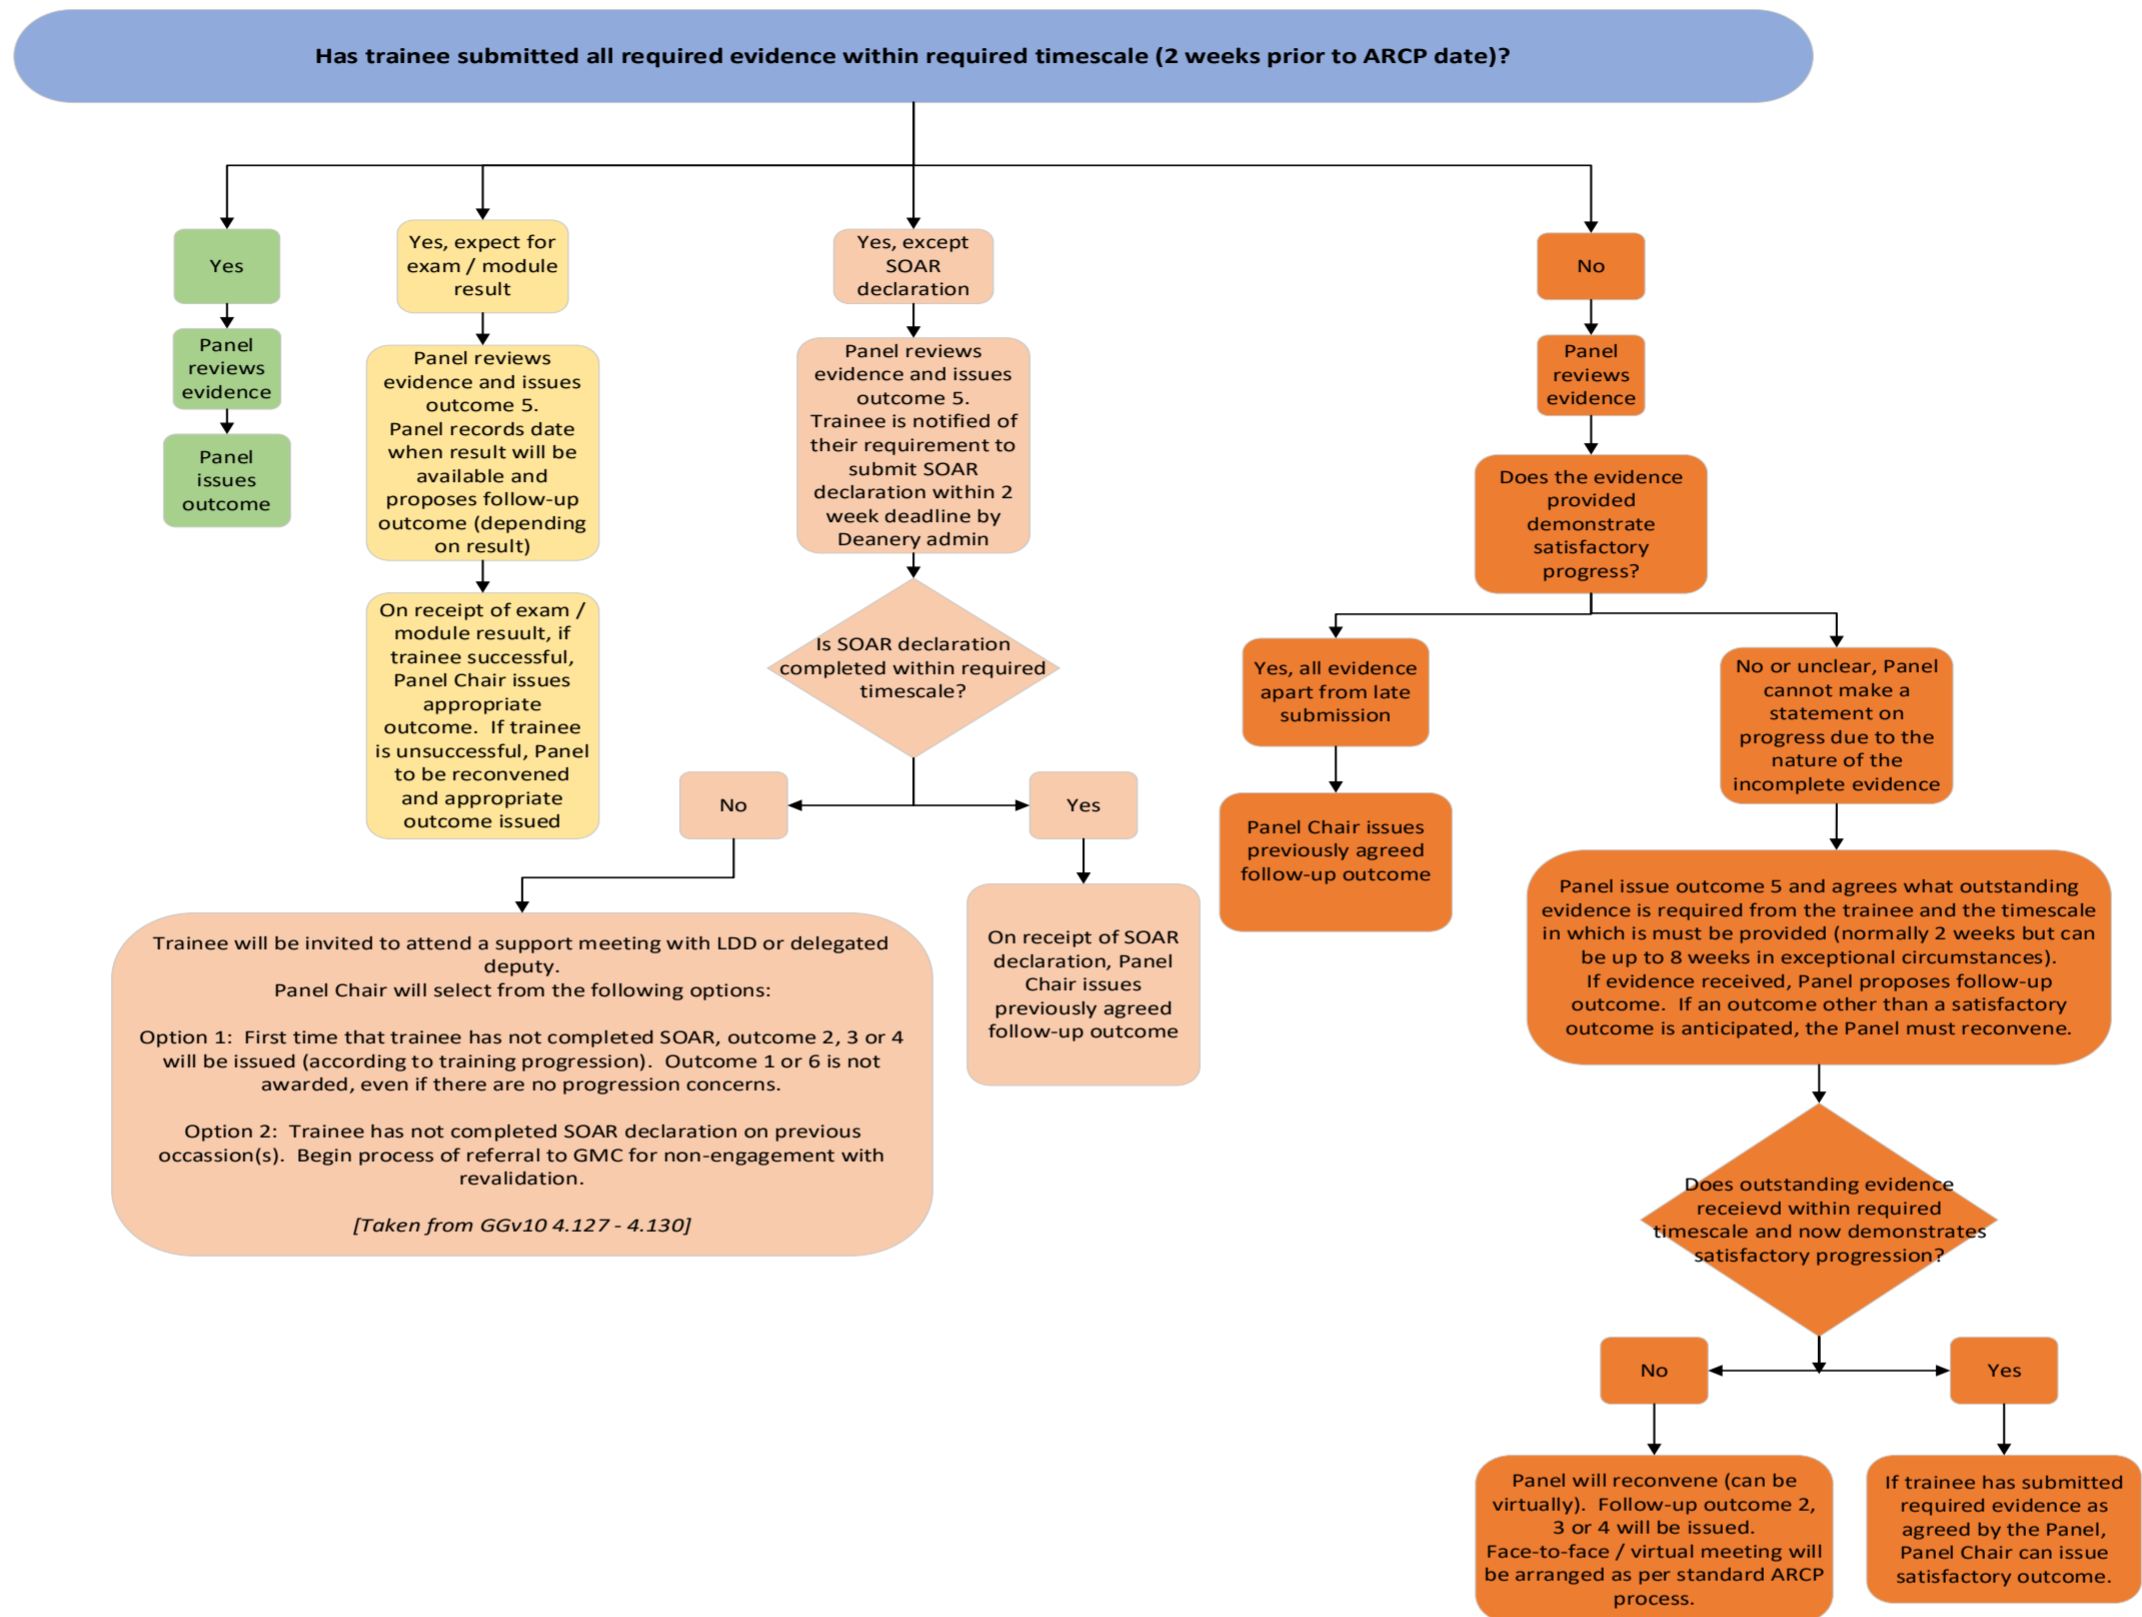 Has trainee submitted all required evidence within required timescale (2 weeks prior to ARCP date)?
Yes
Panel
reviews
evidence
Panel
issues
outcome
Yes, expect for
exam / module
result
Panel reviews
evidence and issues
outcome 5.
Panel records date
when result will be
available and
proposes follow-up
outcome (depending
on result)
On receipt of exam /
module resuult, if
trainee successful,
Panel Chair issues
appropriate
outcome.  If trainee
is unsuccessful, Panel
to be reconvened
and appropriate
outcome issued
Yes, except
SOAR
declaration
Panel reviews
evidence and issues
outcome 5.
Trainee is notified of
their requirement to
submit SOAR
declaration within 2
week deadline by
Deanery admin
Is SOAR declaration
completed within required
timescale?
No
Yes
Trainee will be invited to attend a support meeting with LDD or delegated
deputy.
Panel Chair will select from the following options:
Option 1:  First time that trainee has not completed SOAR, outcome 2, 3 or 4
will be issued (according to training progression).  Outcome 1 or 6 is not
awarded, even if there are no progression concerns.
Option 2:  Trainee has not completed SOAR declaration on previous
occassion(s).  Begin process of referral to GMC for non-engagement with
revalidation.
[Taken from GGv10 4.127 - 4.130]
On receipt of SOAR
declaration, Panel
Chair issues
previously agreed
follow-up outcome
No
Panel
reviews
evidence
Does the evidence
provided
demonstrate
satisfactory
progress?
Yes, all evidence
apart from late
submission
Panel Chair issues
previously agreed
follow-up outcome
No or unclear, Panel
cannot make a
statement on
progress due to the
nature of the
incomplete evidence
Panel issue outcome 5 and agrees what outstanding
evidence is required from the trainee and the timescale
in which is must be provided (normally 2 weeks but can
be up to 8 weeks in exceptional circumstances).
If evidence received, Panel proposes follow-up
outcome.  If an outcome other than a satisfactory
outcome is anticipated, the Panel must reconvene.
Does outstanding evidence
receievd within required
timescale and now demonstrates
satisfactory progression?
No
Yes
Panel will reconvene (can be
virtually).  Follow-up outcome 2,
3 or 4 will be issued.
Face-to-face / virtual meeting will
be arranged as per standard ARCP
process.
If trainee has submitted
required evidence as
agreed by the Panel,
Panel Chair can issue
satisfactory outcome.